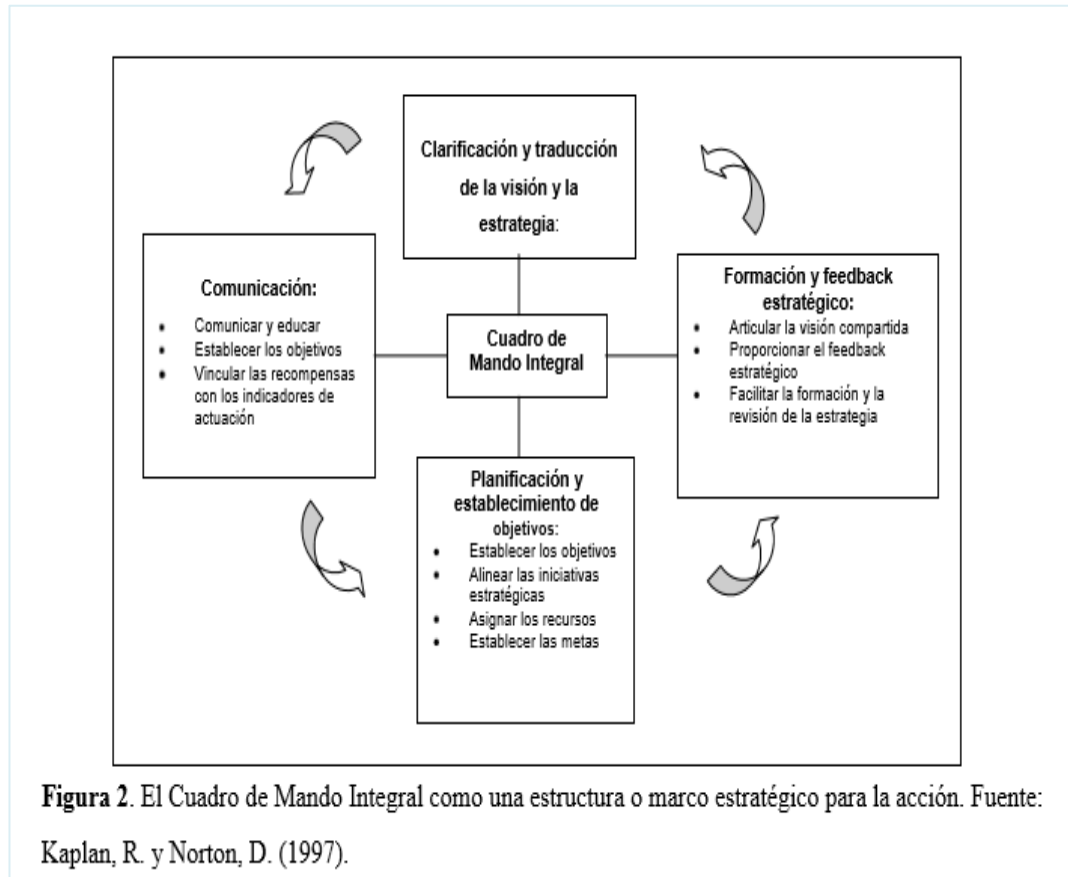 Clarificación y traducción
de la visión y la
estrategia:
Comunicación:
• Comunicar y educar
• Establecer los objetivos
• Vincular las recompensas
con los indicadores de
actuación
Cuadro de
Mando Integral
Formación y feedback
estratégico:
• Articular la visión compartida
• Proporcionar el feedback
estratégico
• Facilitar la formación y la
revisión de la estrategia
Planificación y
establecimiento de
objetivos:
• Establecer los objetivos
• Alinear las iniciativas
estratégicas
• Asignar los recursos
• Establecer las metas
Figura 2. El Cuadro de Mando Integral como una estructura o marco estratégico para la acción. Fuente:
Kaplan, R. y Norton, D. (1997).